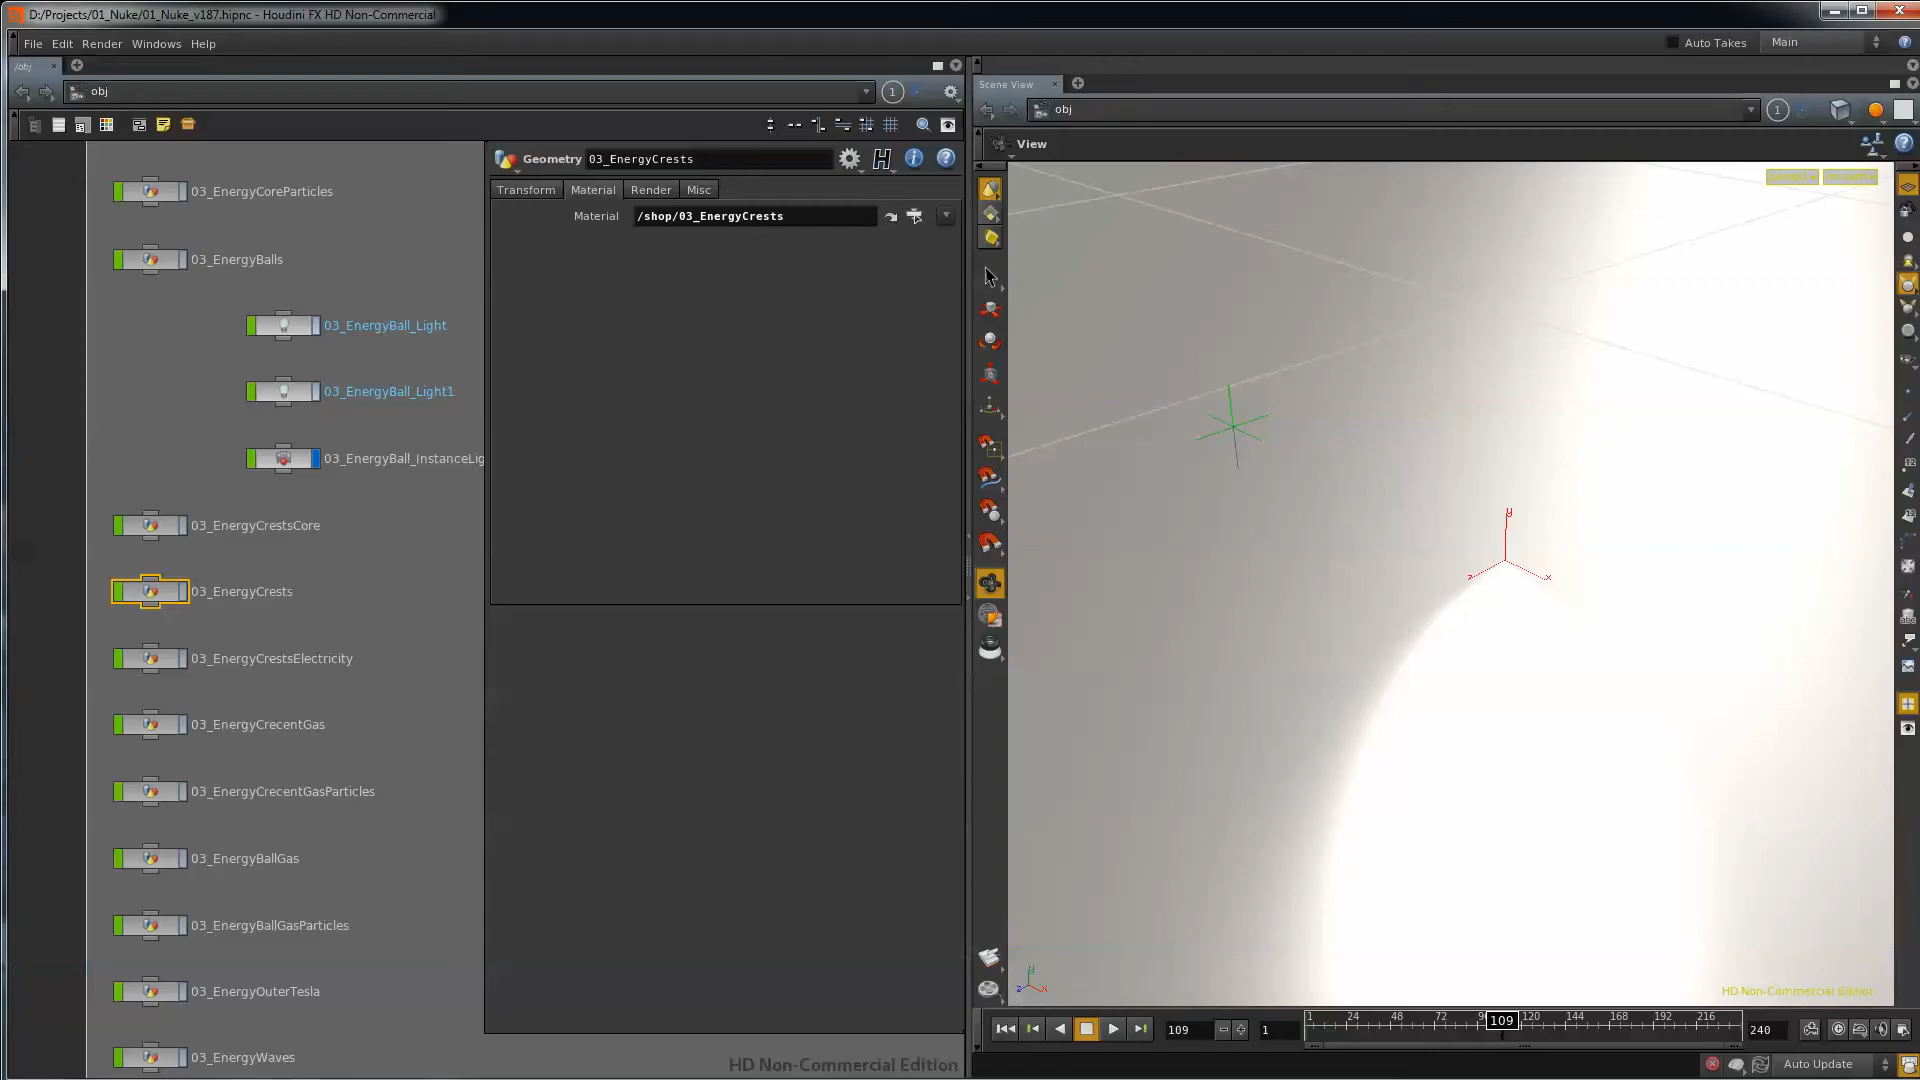 D:/Projects/01_Nuke/01_Nuke_v187.hipnc - Houdini FX HD Non-Commercial
File Edit Render Windows Help
Auto Takes Main
/obj
Scene View
obj 1
obj 1
View
Geometry 03_EnergyCrests
Transform Material Render Misc
Material /shop/03_EnergyCrests
03_EnergyCoreParticles
03_EnergyBalls
03_EnergyBall_Light
03_EnergyBall_Light1
03_EnergyBall_InstanceLig
03_EnergyCrestsCore
03_EnergyCrests
03_EnergyCrestsElectricity
03_EnergyCrecentGas
03_EnergyCrecentGasParticles
03_EnergyBallGas
03_EnergyBallGasParticles
03_EnergyOuterTesla
03_EnergyWaves
HD Non-Commercial Edition
y
z x
y
z x
HD Non-Commercial Edition
109 1 1 24 48 72 9 109 120 144 168 192 216 240
Auto Update